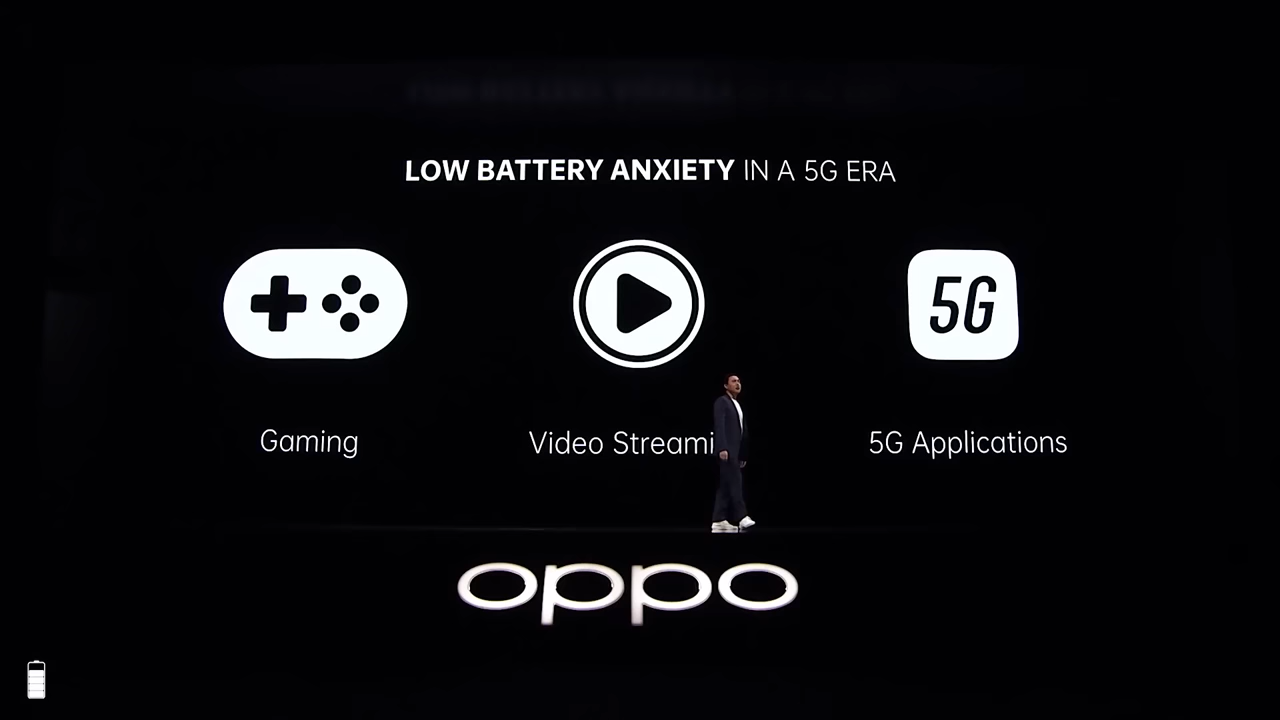 LOW BATTERY ANXIETY IN A 5G ERA
5G
Gaming
Video Streami
5G Applications
oppo